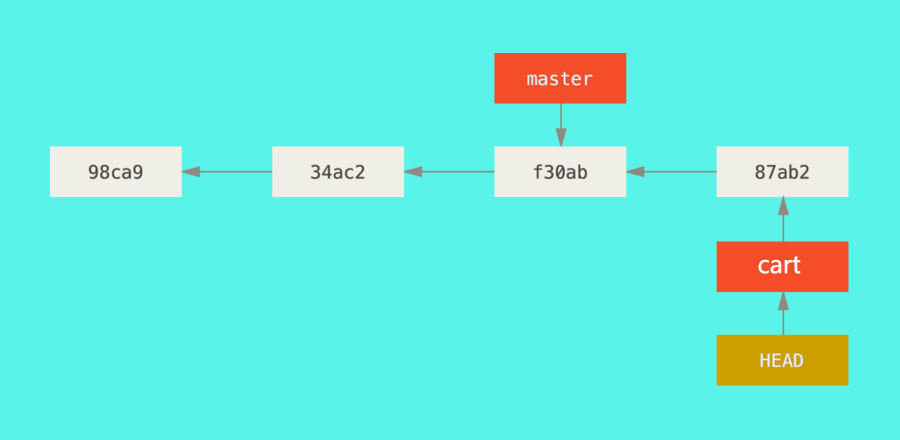 master
98ca9
34ac2
f30ab
87ab2
cart
HEAD